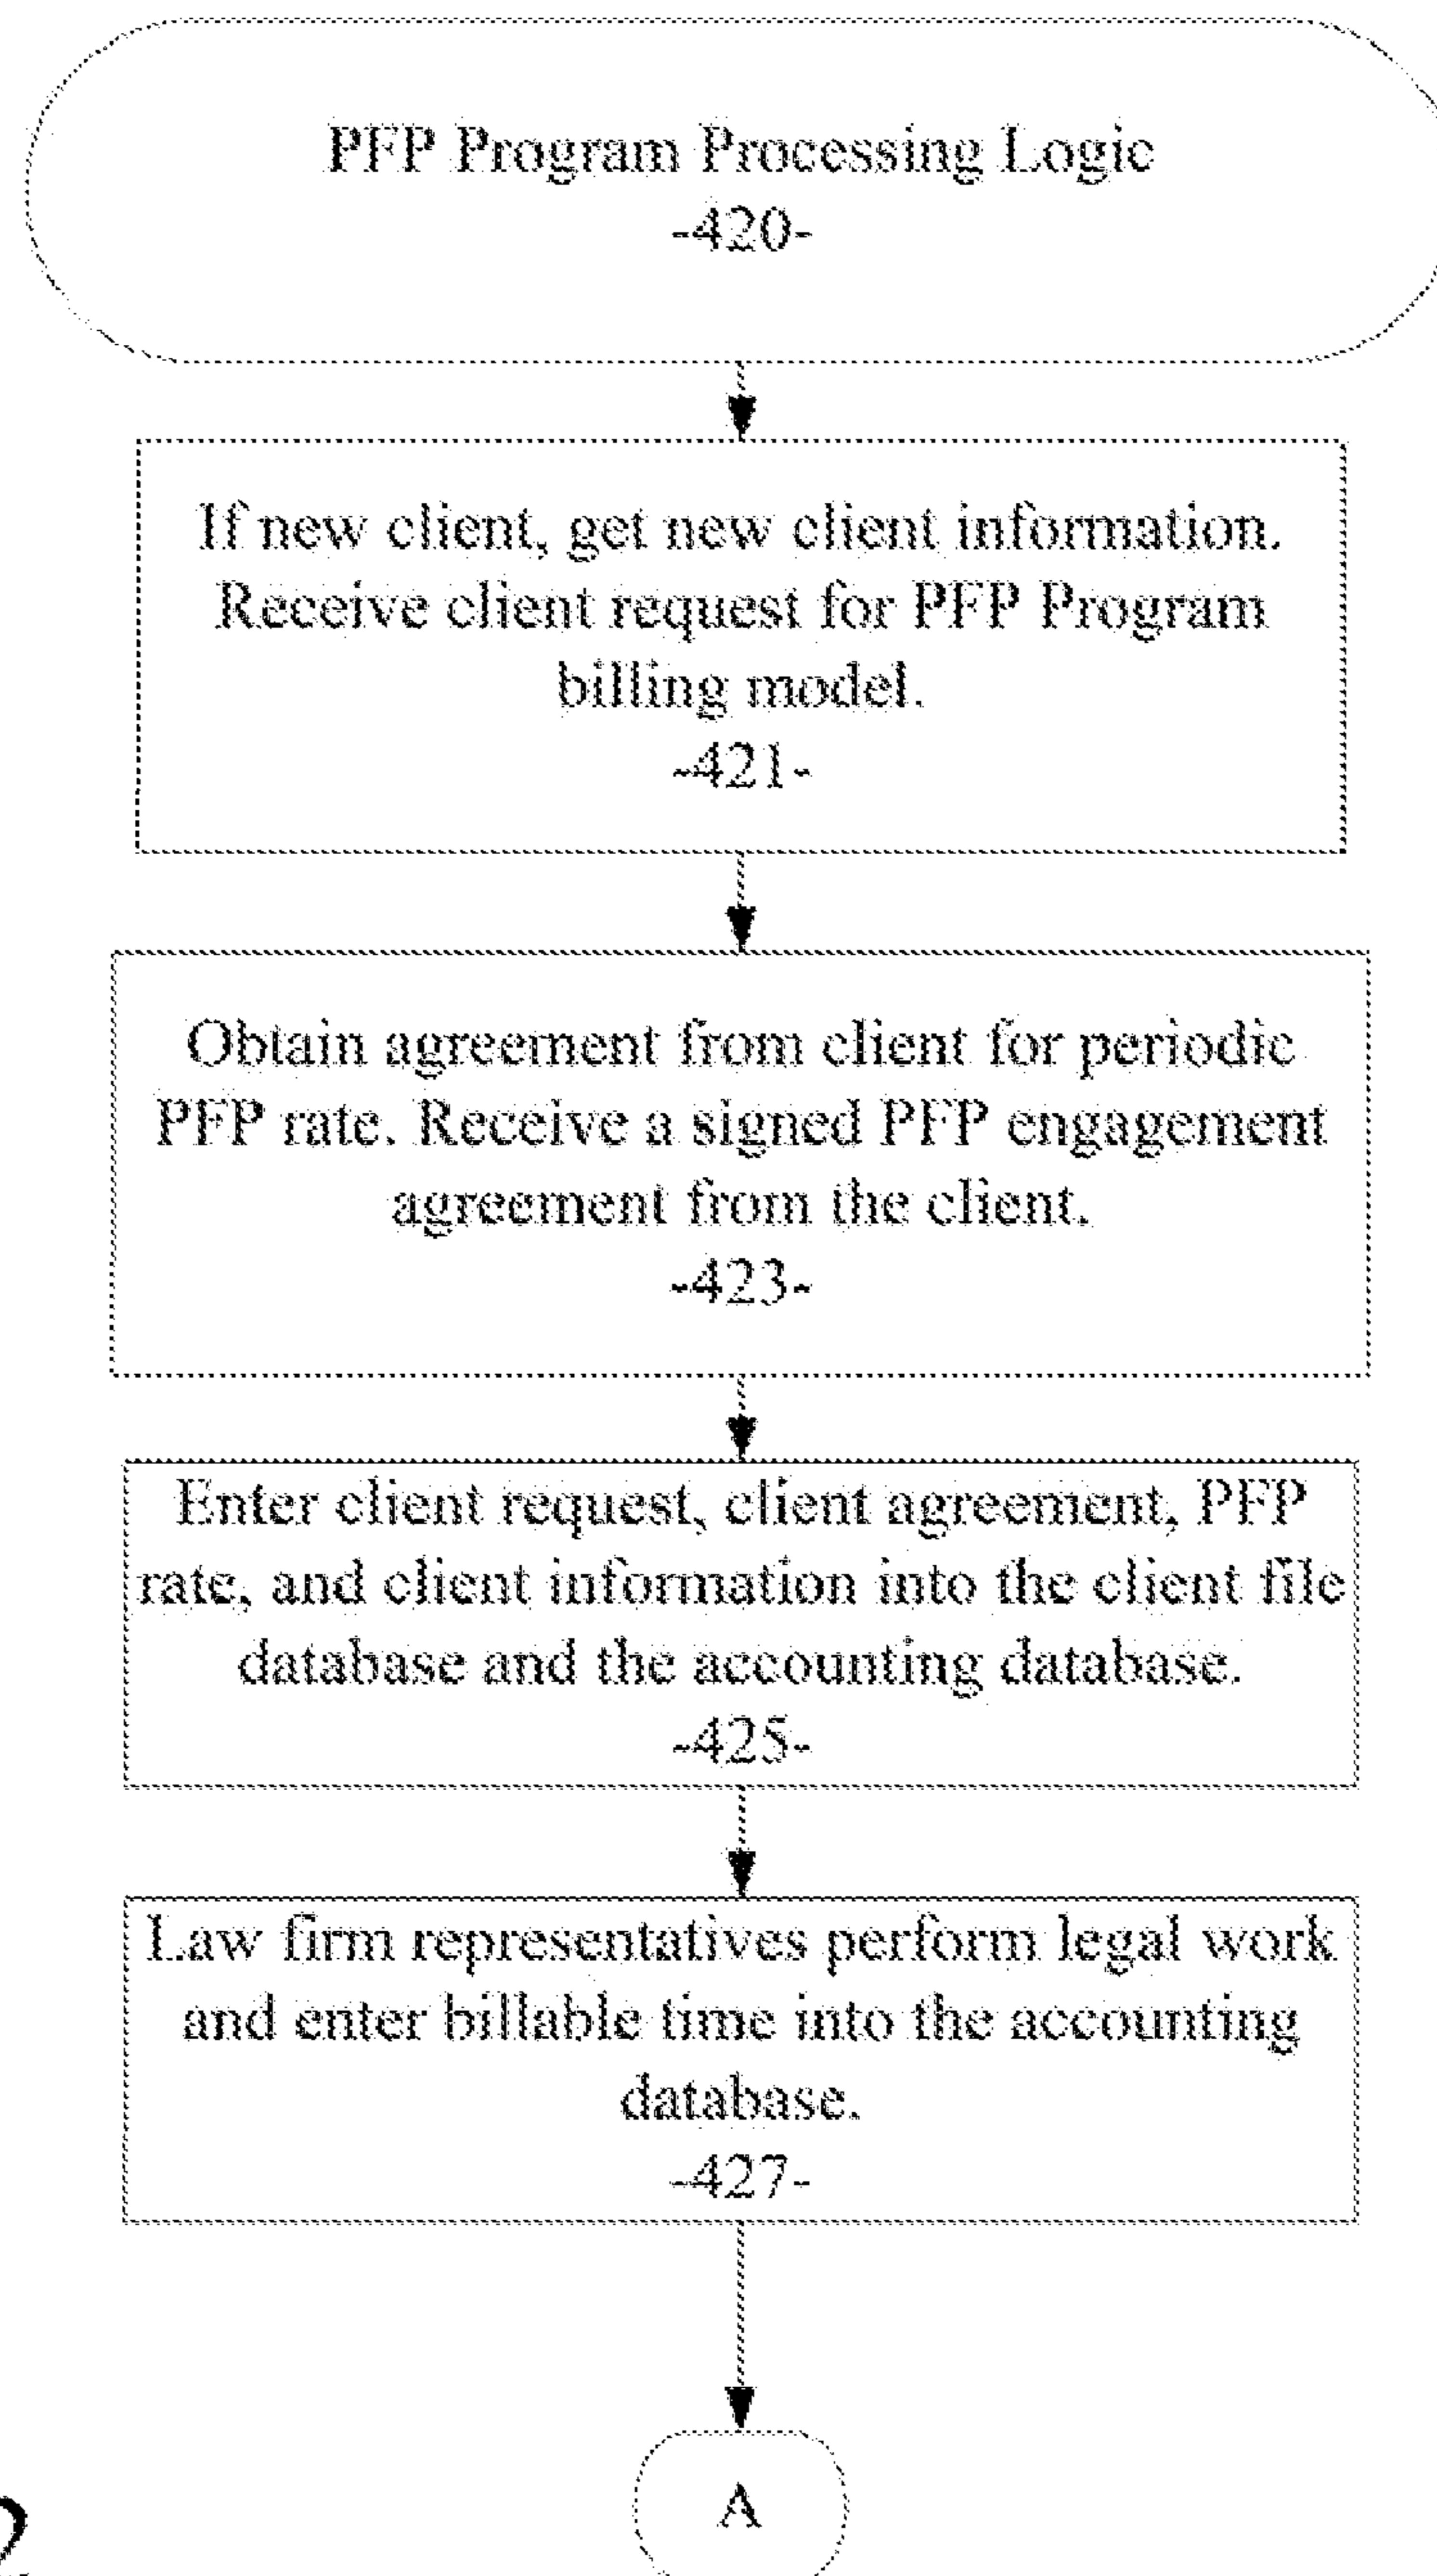 PFP Program Processing Logic
-420-
If new client, get new client information.
Receive client request for PFP Program
billing model.
-421-
Obtain agreement from client for periodic
PFP rate. Receive a signed PFP engagement
agreement from the client.
-423-
Enter client request, client agreement, PFP
rate, and client information into the client file
database and the accounting database.
-425-
Law firm representatives perform legal work
and enter billable time into the accounting
database.
-427-
A
2